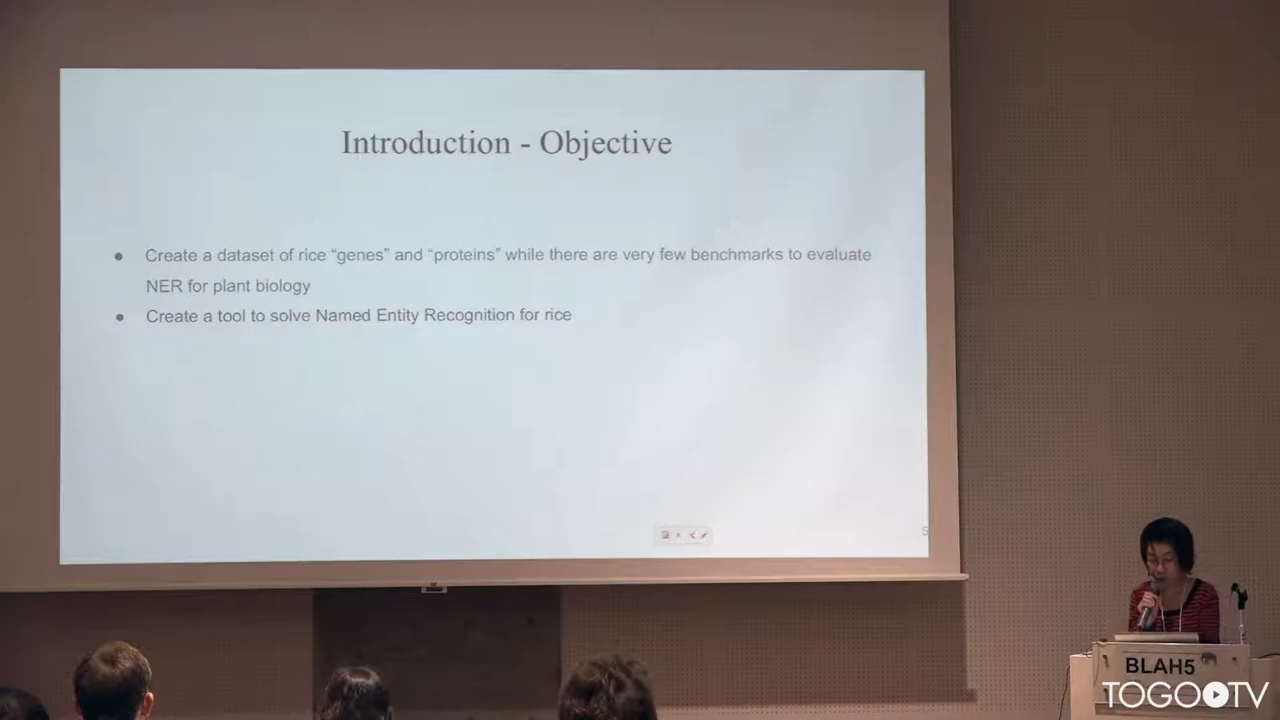 Introduction - Objective
● Create a dataset of rice “genes” and “proteins” while there are very few benchmarks to evaluate
NER for plant biology
● Create a tool to solve Named Entity Recognition for rice
5
BLAH5
TOGOTV